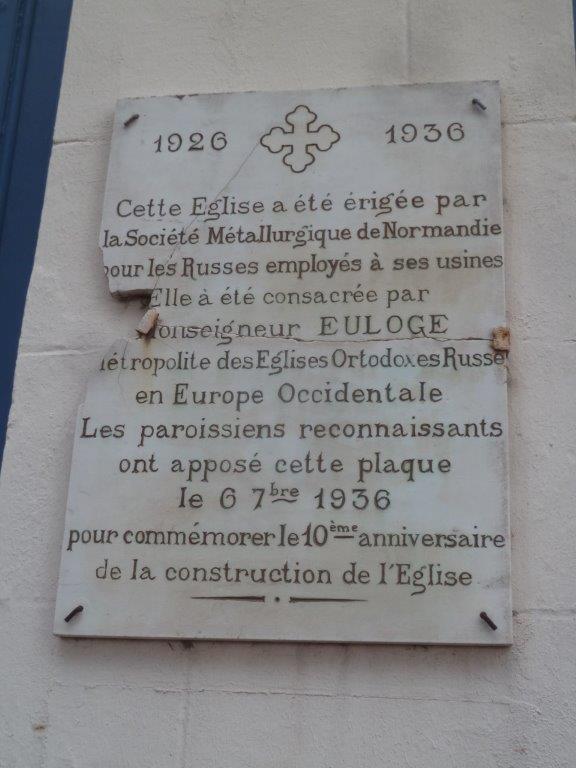 1926 1936
Cette Eglise a été érigée par
la Société Métallurgique de Normandie
pour les Russes employés à ses usines
Elle à été consacrée par
onseigneur EULOGE
étropolite des Eglises Ortodoxes Russe
en Europe Occidentale
Les paroissiens reconnaissants
ont apposé cette plaque
le 6 7bre 1936
pour commémorer le 10ème anniversaire
de la construction de l'Eglise